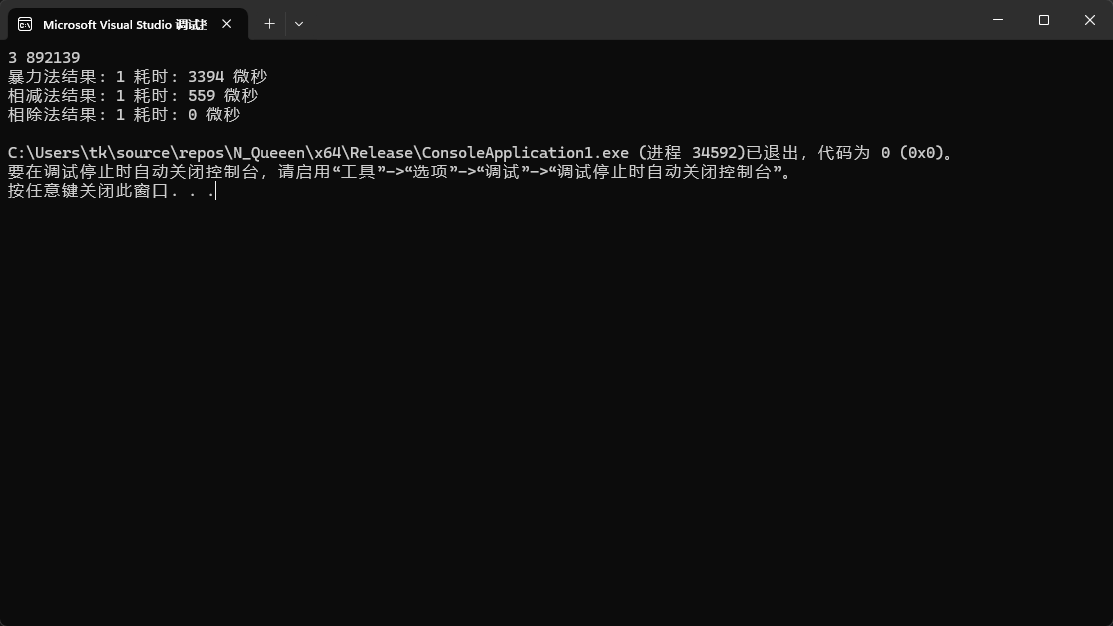 Microsoft Visual Studio 调试控
3 892139
暴力法结果: 1 耗时: 3394 微秒
相减法结果: 1 耗时: 559 微秒
相除法结果: 1 耗时: 0 微秒
C:\Users\tk\source\repos\N_Queeen\x64\Release\ConsoleApplication1.exe (进程 34592)已退出，代码为 0 (0x0)。
要在调试停止时自动关闭控制台，请启用“工具”->“选项”->“调试”->“调试停止时自动关闭控制台”。
按任意键关闭此窗口. . .